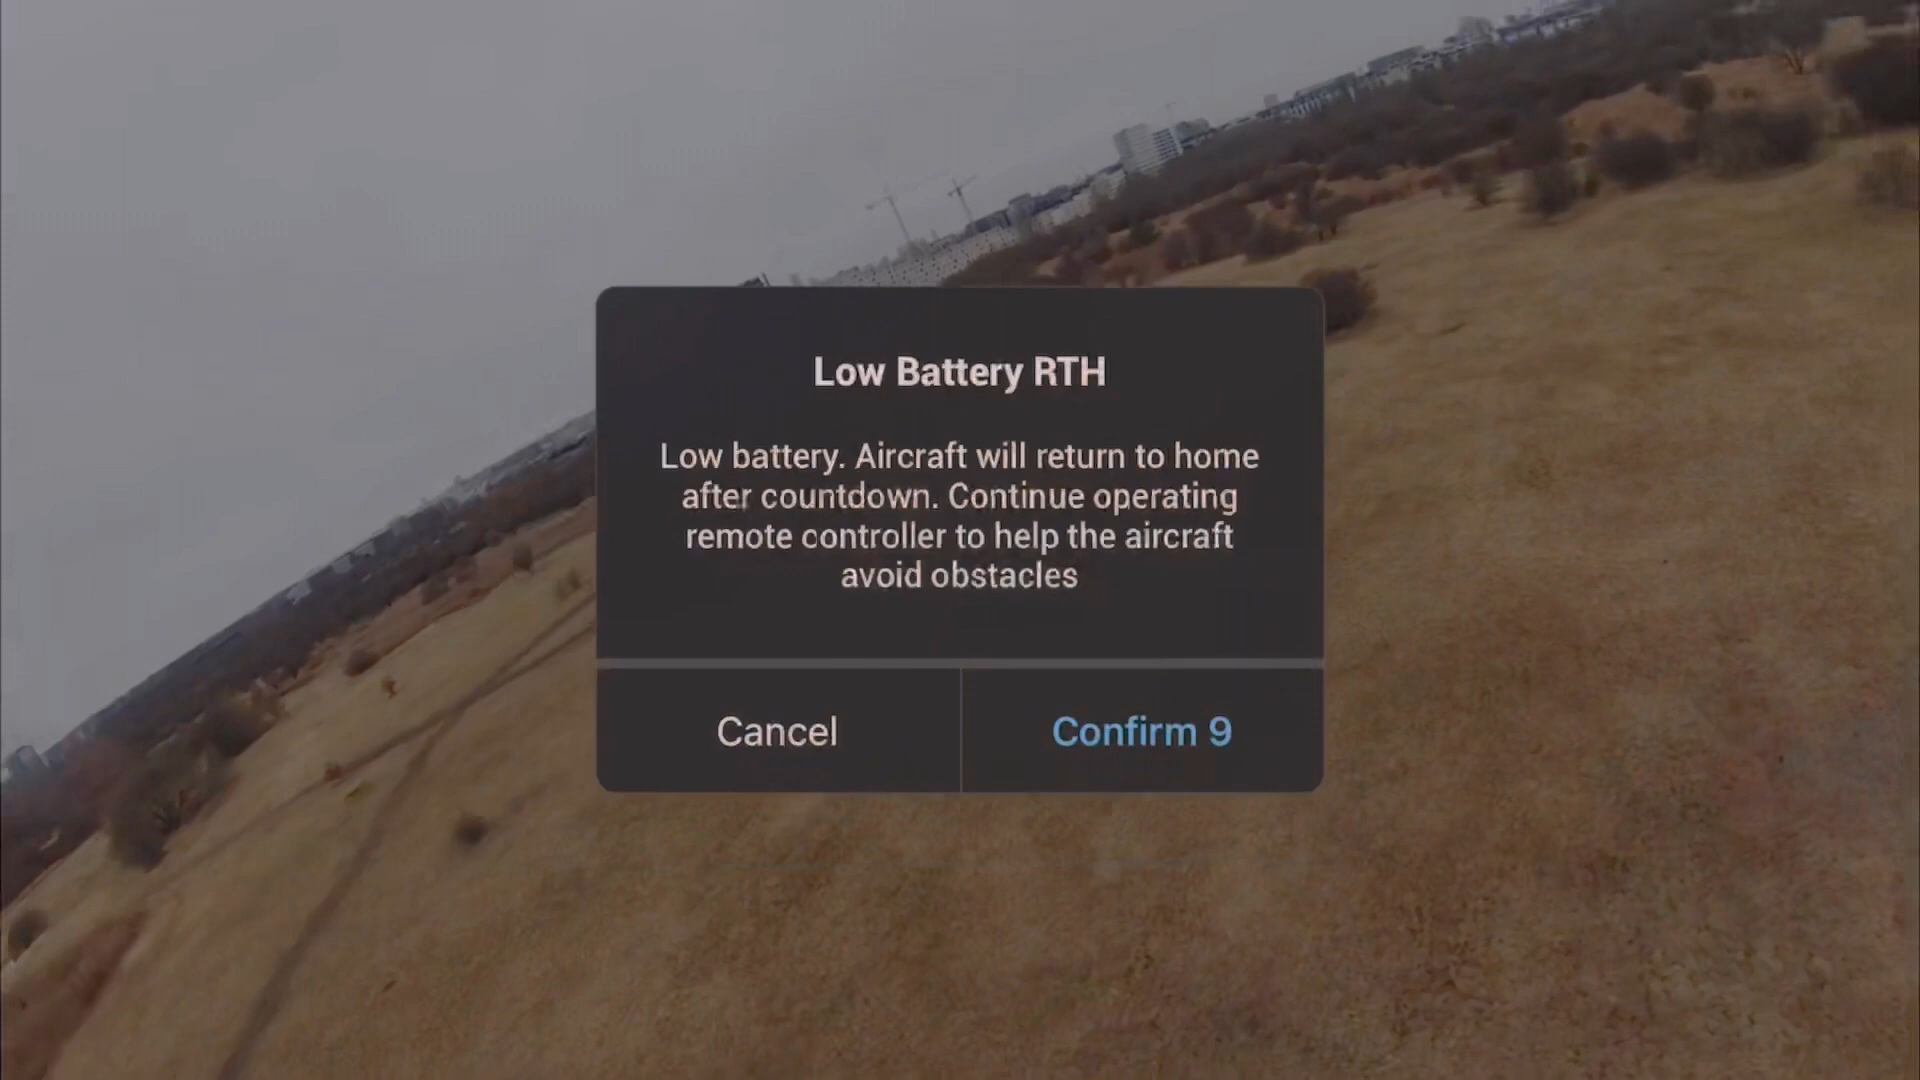 Low Battery RTH
Low battery. Aircraft will return to home
after countdown. Continue operating
remote controller to help the aircraft
avoid obstacles
Cancel
Confirm 9